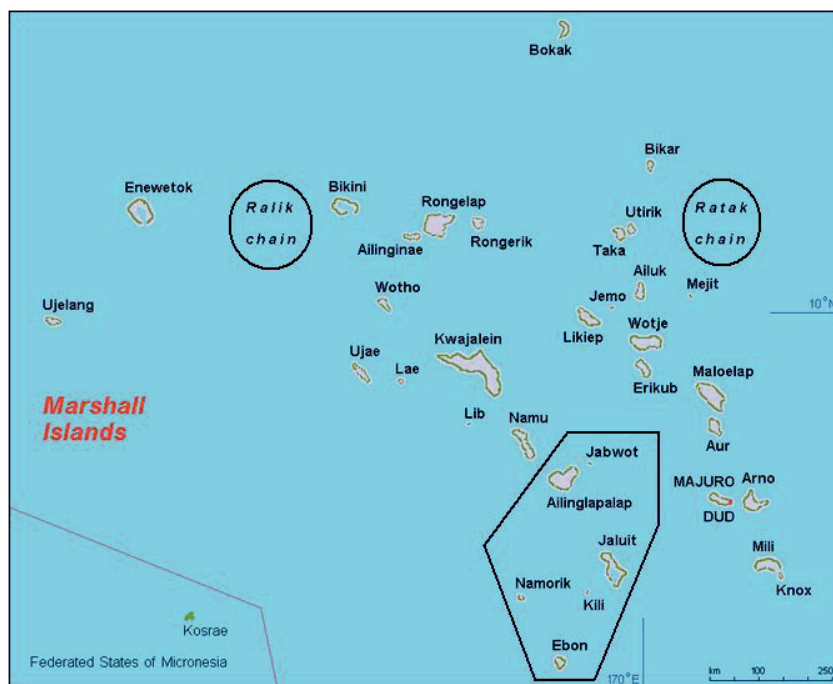 Bokak
Bikar
Enewetok
Ralik
chain
Bikini
Rongelap
Rongerik
Ailinginae
Utirik
Taka
Ratak
chain
Ailuk
Mejit
Wotho
Jemo
10°N
Ujelang
Likiep
Wotje
Kwajalein
Ujae
Lae
Erikub
Maloelap
Marshall
Islands
Lib
Namu
Aur
Jabwot
Ailinglapalap
MAJURO
Arno
DUD
Jaluit
Mili
Namorik
Kili
Knox
Kosrae
Ebon
Federated States of Micronesia
170°E
km 100 250